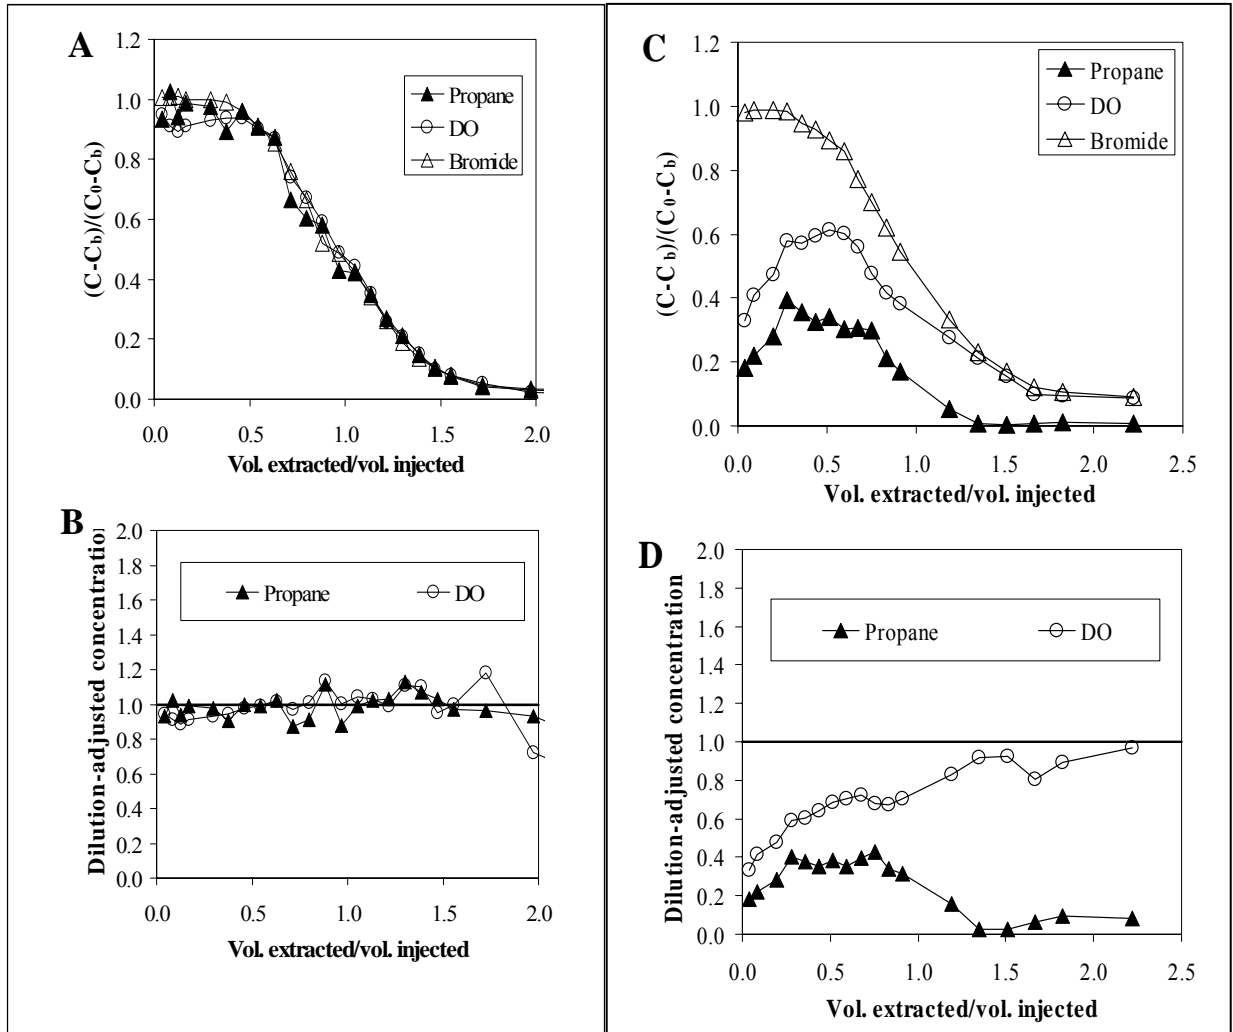 A
1.2
1.0
0.8
0.6
0.4
0.2
0.0
(C-Cb)/(C0-Cb)
Propane
DO
Bromide
0.0 0.5 1.0 1.5 2.0
Vol. extracted/vol. injected
B
2.0
1.8
1.6
1.4
1.2
1.0
0.8
0.6
0.4
0.2
0.0
Dilution-adjusted concentration
Propane DO
0.0 0.5 1.0 1.5 2.0
Vol. extracted/vol. injected
C
1.2
1.0
0.8
0.6
0.4
0.2
0.0
(C-Cb)/(C0-Cb)
Propane
DO
Bromide
0.0 0.5 1.0 1.5 2.0 2.5
Vol. extracted/vol. injected
D
2.0
1.8
1.6
1.4
1.2
1.0
0.8
0.6
0.4
0.2
0.0
Dilution-adjusted concentration
Propane DO
0.0 0.5 1.0 1.5 2.0 2.5
Vol. extracted/vol. injected